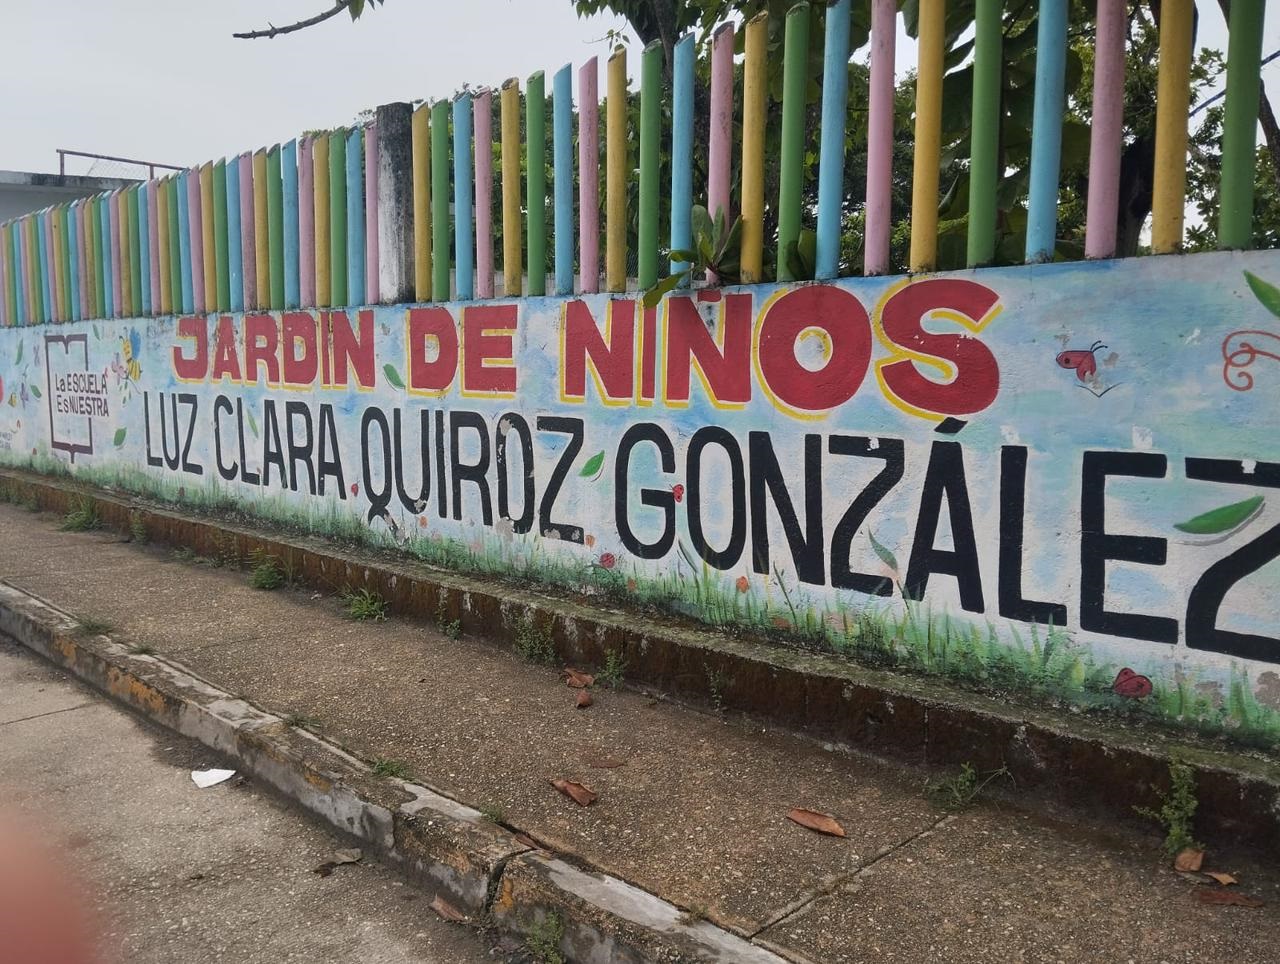 JARDIN DE NIÑOS
LUZ CLARA QUIROZ GONZÁLEZ
La ESCUELA
Es NUESTRA